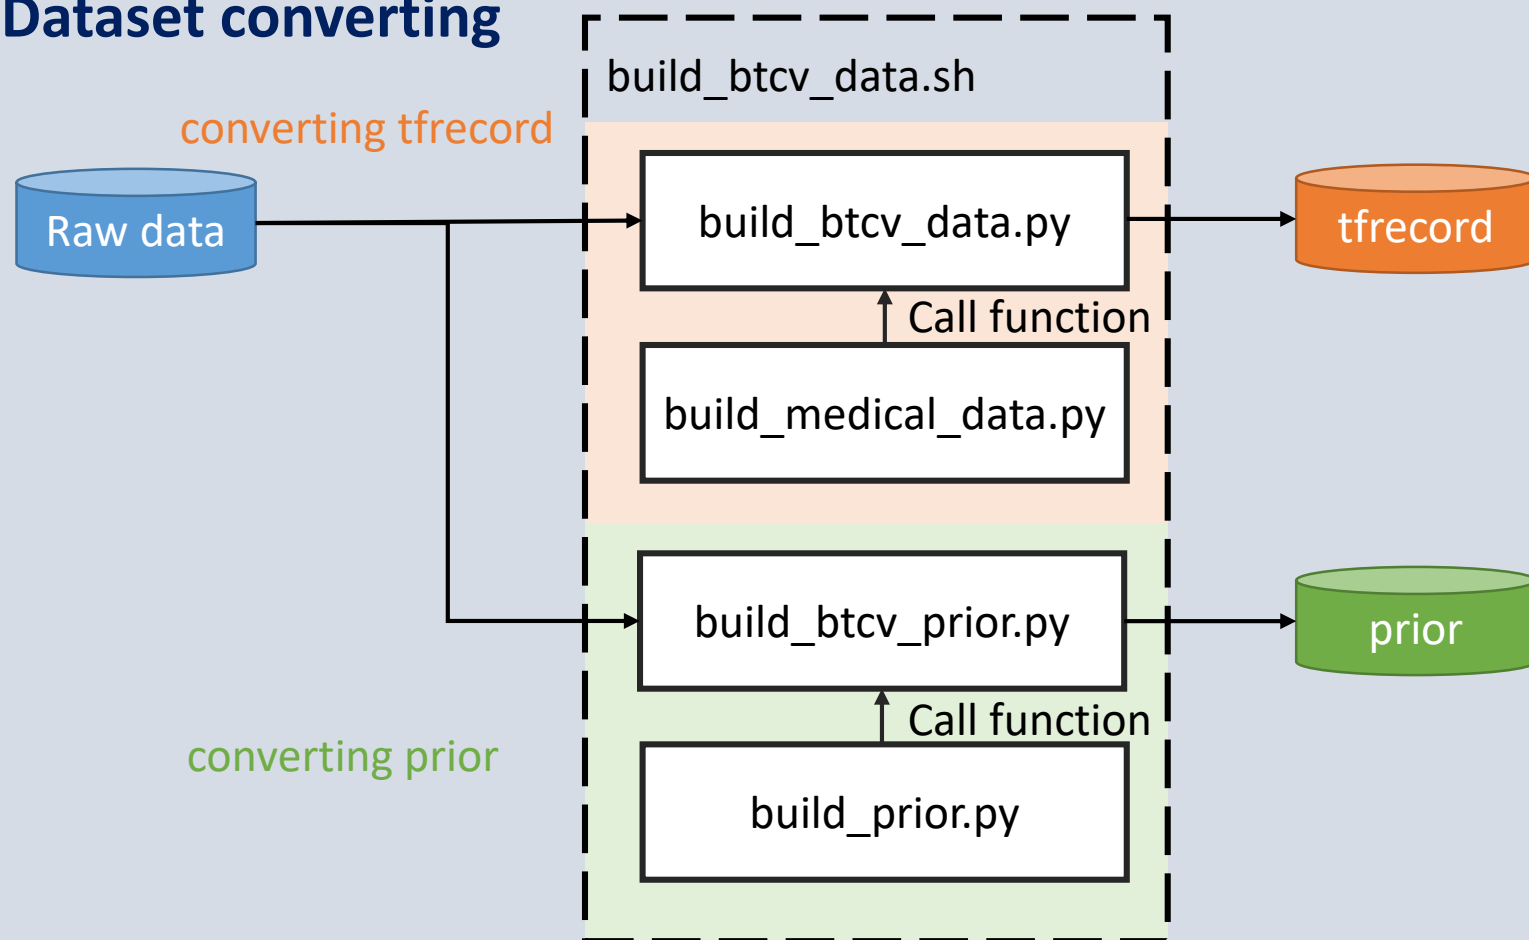 Dataset converting
build_btcv_data.sh
converting tfrecord
Raw data
build_btcv_data.py
tfrecord
Call function
build_medical_data.py
build_btcv_prior.py
prior
Call function
converting prior
build_prior.py